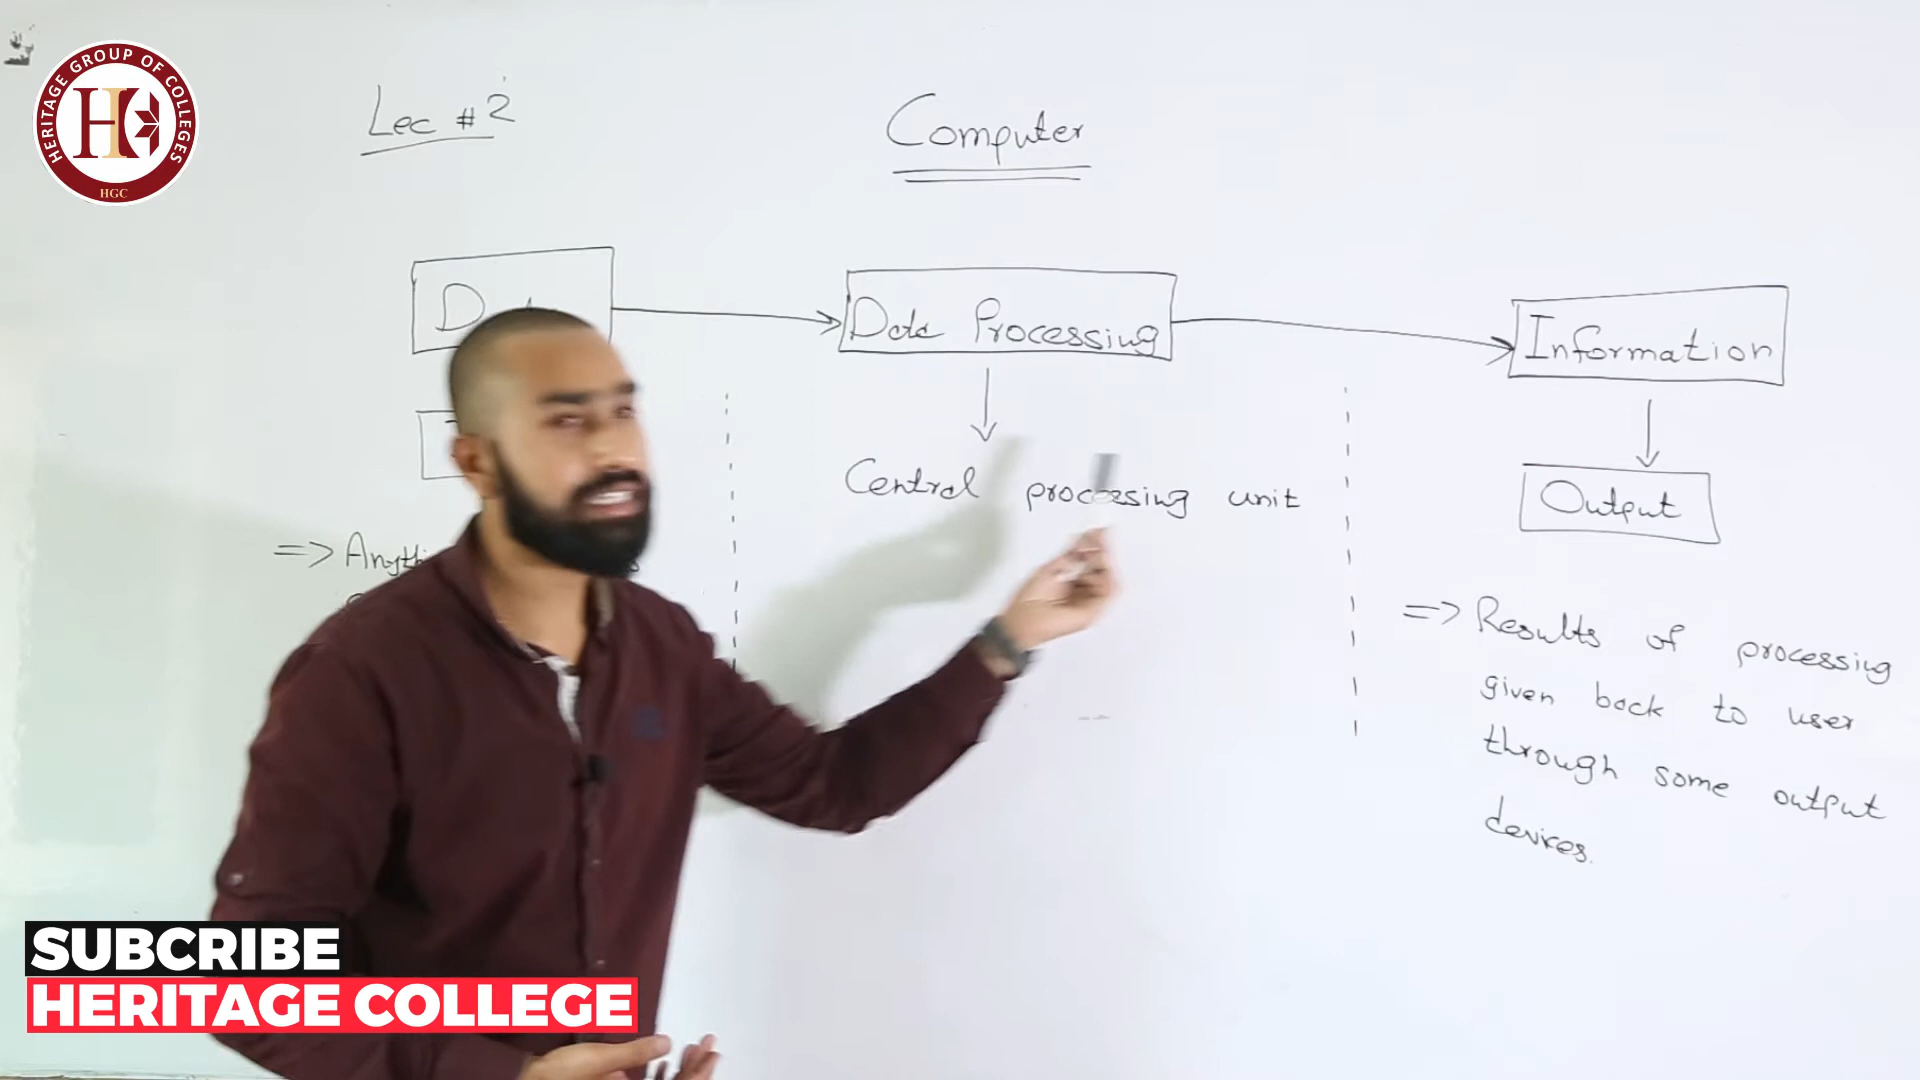 HERITAGE GROUP OF COLLEGES
HGC
Lec #2
Computer
Data Processing
Information
Central processing unit
Output
=> Results of processing
given back to user
through some output
devices.
=>
SUBCRIBE
HERITAGE COLLEGE